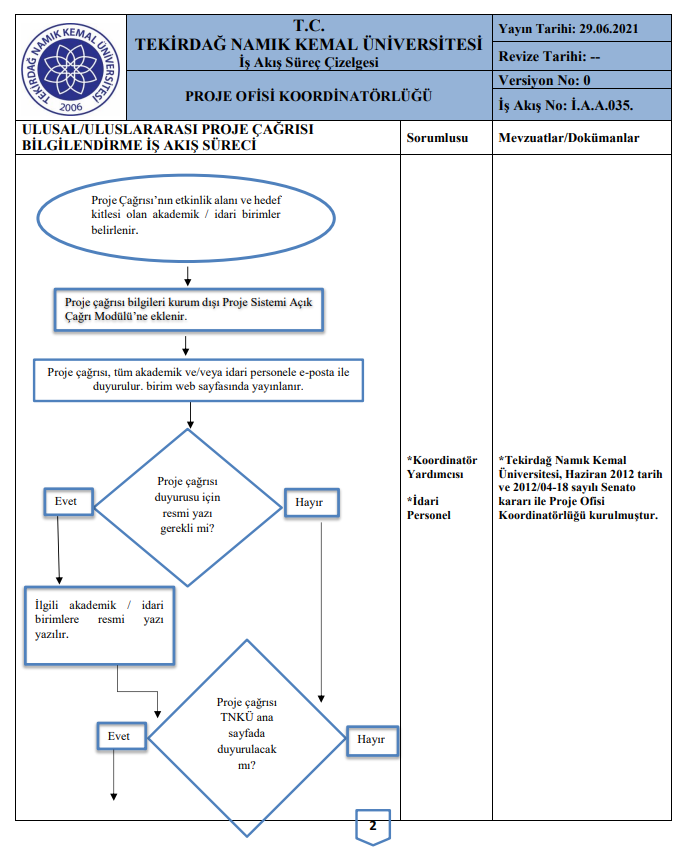 TEKİRDAĞ NAMIK KEMAL ÜNİVERSİTESİ
2006
T.C.
TEKİRDAĞ NAMIK KEMAL ÜNİVERSİTESİ
İş Akış Süreç Çizelgesi
PROJE OFİSİ KOORDİNATÖRLÜĞÜ
Yayın Tarihi: 29.06.2021
Revize Tarihi: --
Versiyon No: 0
İş Akış No: İ.A.A.035.
ULUSAL/ULUSLARARASI PROJE ÇAĞRISI
BİLGİLENDİRME İŞ AKIŞ SÜRECİ
Sorumlusu
Mevzuatlar/Dokümanlar
Proje Çağrısı’nın etkinlik alanı ve hedef
kitlesi olan akademik / idari birimler
belirlenir.
Proje çağrısı bilgileri kurum dışı Proje Sistemi Açık
Çağrı Modülü’ne eklenir.
Proje çağrısı, tüm akademik ve/veya idari personele e-posta ile
duyurulur. birim web sayfasında yayınlanır.
Proje çağrısı
duyurusu için
resmi yazı
gerekli mi?
Evet
Hayır
İlgili akademik / idari
birimlere resmi yazı
yazılır.
Proje çağrısı
TNKÜ ana
sayfada
duyurulacak
mı?
Evet
Hayır
*Koordinatör
Yardımcısı
*İdari
Personel
*Tekirdağ Namık Kemal
Üniversitesi, Haziran 2012 tarih
ve 2012/04-18 sayılı Senato
kararı ile Proje Ofisi
Koordinatörlüğü kurulmuştur.
2